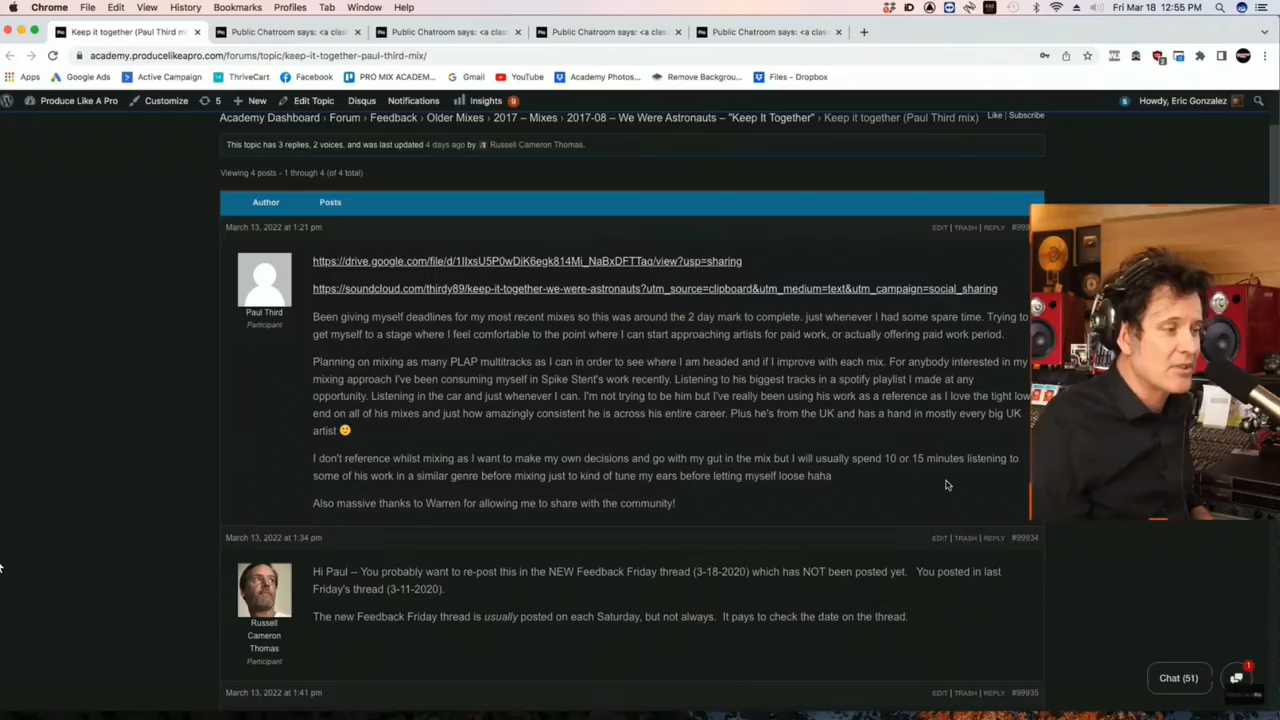 Chrome File Edit View History Bookmarks Profiles Tab Window Help Fri Mar 18 12:55 PM
Keep it together (Paul Third m × Public Chatroom says: <a clas × Public Chatroom says: <a clas × Public Chatroom says: <a clas × Public Chatroom says: <a clas × +
academy.producelikeapro.com/forums/topic/keep-it-together-paul-third-mix/
Apps Google Ads Active Campaign ThriveCart Facebook PRO MIX ACADEM... Gmail YouTube Academy Photos... Remove Backgrou... Files - Dropbox
Produce Like A Pro Customize 5 New Edit Topic Disqus Notifications Insights 9 Howdy, Eric Gonzalez
Academy Dashboard › Forum › Feedback › Older Mixes › 2017 – Mixes › 2017-08 – We Were Astronauts – "Keep It Together" › Keep it together (Paul Third mix) Like | Subscribe
This topic has 3 replies, 2 voices, and was last updated 4 days ago by Russell Cameron Thomas.
Viewing 4 posts - 1 through 4 (of 4 total)
Author Posts
March 13, 2022 at 1:21 pm EDIT | TRASH | REPLY
https://drive.google.com/file/d/1IIxsU5P0wDiK6egk814Mi_NaBxDFTTaq/view?usp=sharing
https://soundcloud.com/thirdy89/keep-it-together-we-were-astronauts?utm_source=clipboard&utm_medium=text&utm_campaign=social_sharing
Paul Third
Participant
Been giving myself deadlines for my most recent mixes so this was around the 2 day mark to complete. just whenever I had some spare time. Trying to
get myself to a stage where I feel comfortable to the point where I can start approaching artists for paid work, or actually offering paid work period.
Planning on mixing as many PLAP multitracks as I can in order to see where I am headed and if I improve with each mix. For anybody interested in my
mixing approach I've been consuming myself in Spike Stent's work recently. Listening to his biggest tracks in a spotify playlist I made at any
opportunity. Listening in the car and just whenever I can. I'm not trying to be him but I've really been using his work as a reference as I love the tight low
end on all of his mixes and just how amazingly consistent he is across his entire career. Plus he's from the UK and has a hand in mostly every big UK
artist 🙂
I don't reference whilst mixing as I want to make my own decisions and go with my gut in the mix but I will usually spend 10 or 15 minutes listening to
some of his work in a similar genre before mixing just to kind of tune my ears before letting myself loose haha
Also massive thanks to Warren for allowing me to share with the community!
March 13, 2022 at 1:34 pm EDIT | TRASH | REPLY #99934
Hi Paul -- You probably want to re-post this in the NEW Feedback Friday thread (3-18-2020) which has NOT been posted yet. You posted in last
Friday's thread (3-11-2020).
The new Feedback Friday thread is usually posted on each Saturday, but not always. It pays to check the date on the thread.
Russell
Cameron
Thomas
Participant
Chat (51) 1
March 13, 2022 at 1:41 pm EDIT | TRASH | REPLY #99935